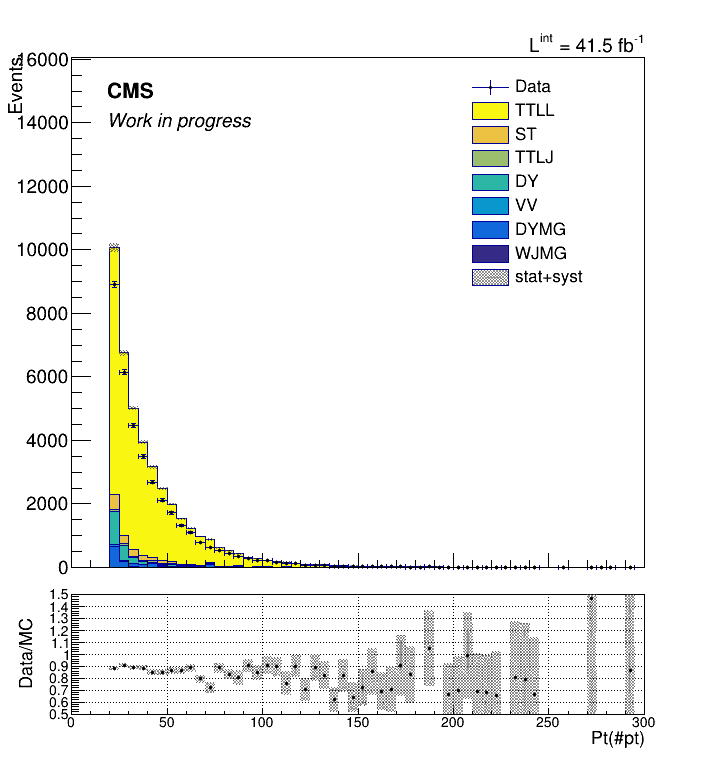 L^int = 41.5 fb^-1
Events
16000
14000
12000
10000
8000
6000
4000
2000
0
CMS
Work in progress
Data
TTLL
ST
TTLJ
DY
VV
DYMG
WJMG
stat+syst
Data/MC
1.5
1.4
1.3
1.2
1.1
1
0.9
0.8
0.7
0.6
0.5
0 50 100 150 200 250 300
Pt(#pt)